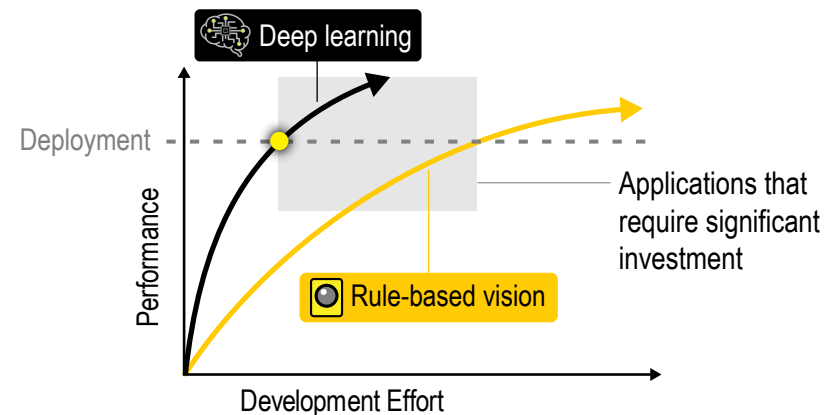 Deep learning
Deployment
Applications that
require significant
investment
Performance
Rule-based vision
Development Effort